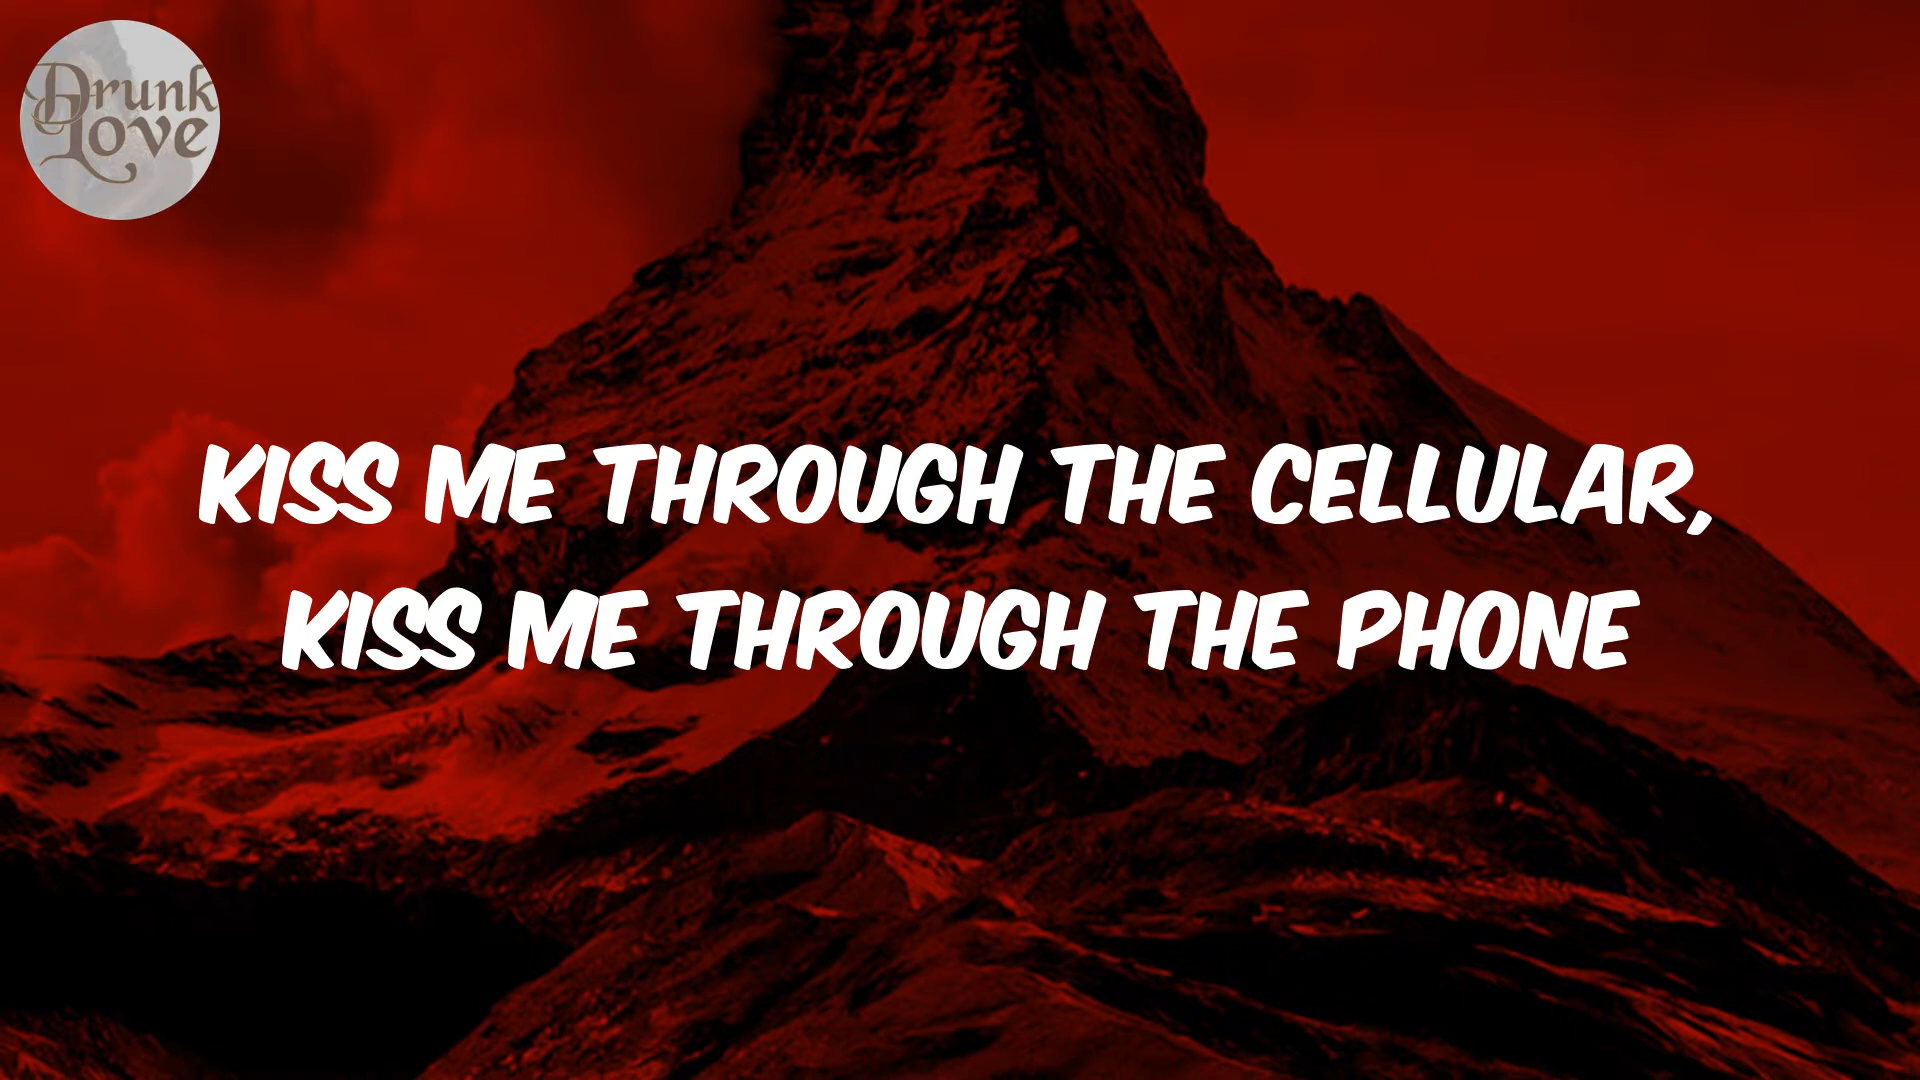 Drunk
Love
KISS ME THROUGH THE CELLULAR,
KISS ME THROUGH THE PHONE